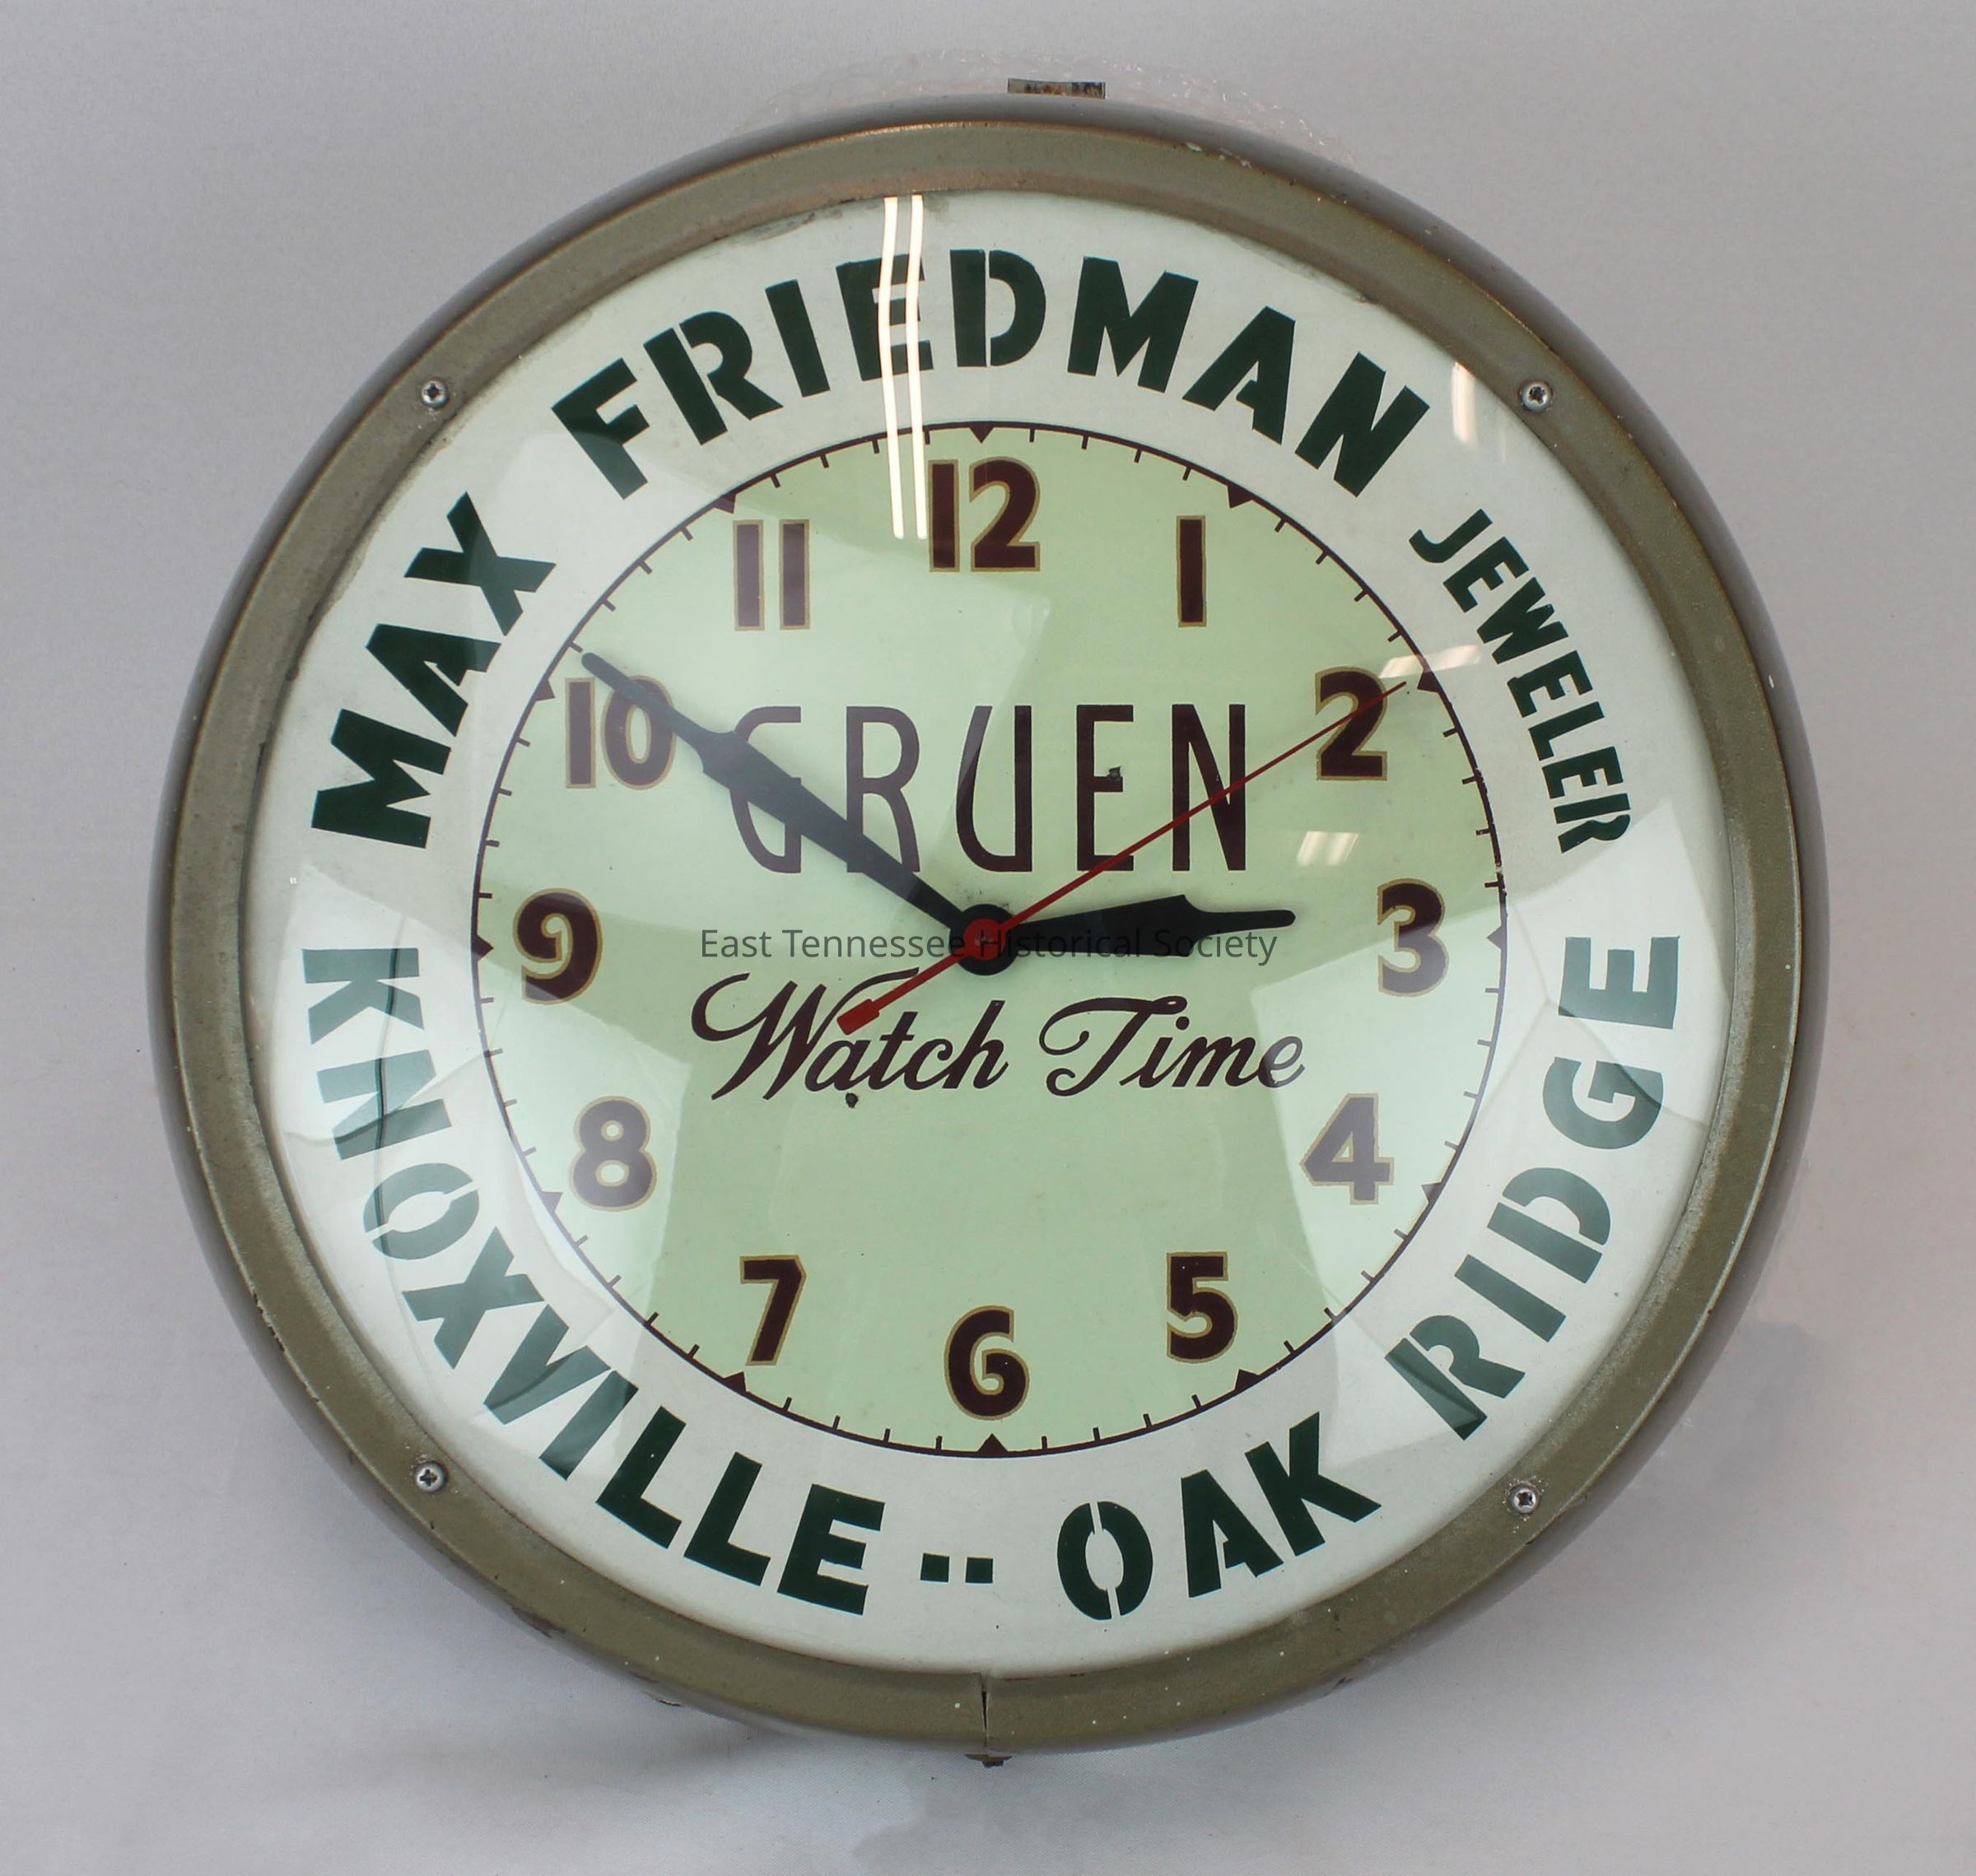 MAX FRIEDMAN JEWELER
12
1
2
3
4
5
6
7
8
9
10
11
GRUEN
East Tennessee Historical Society
Watch Time
KNOXVILLE -- OAK RIDGE